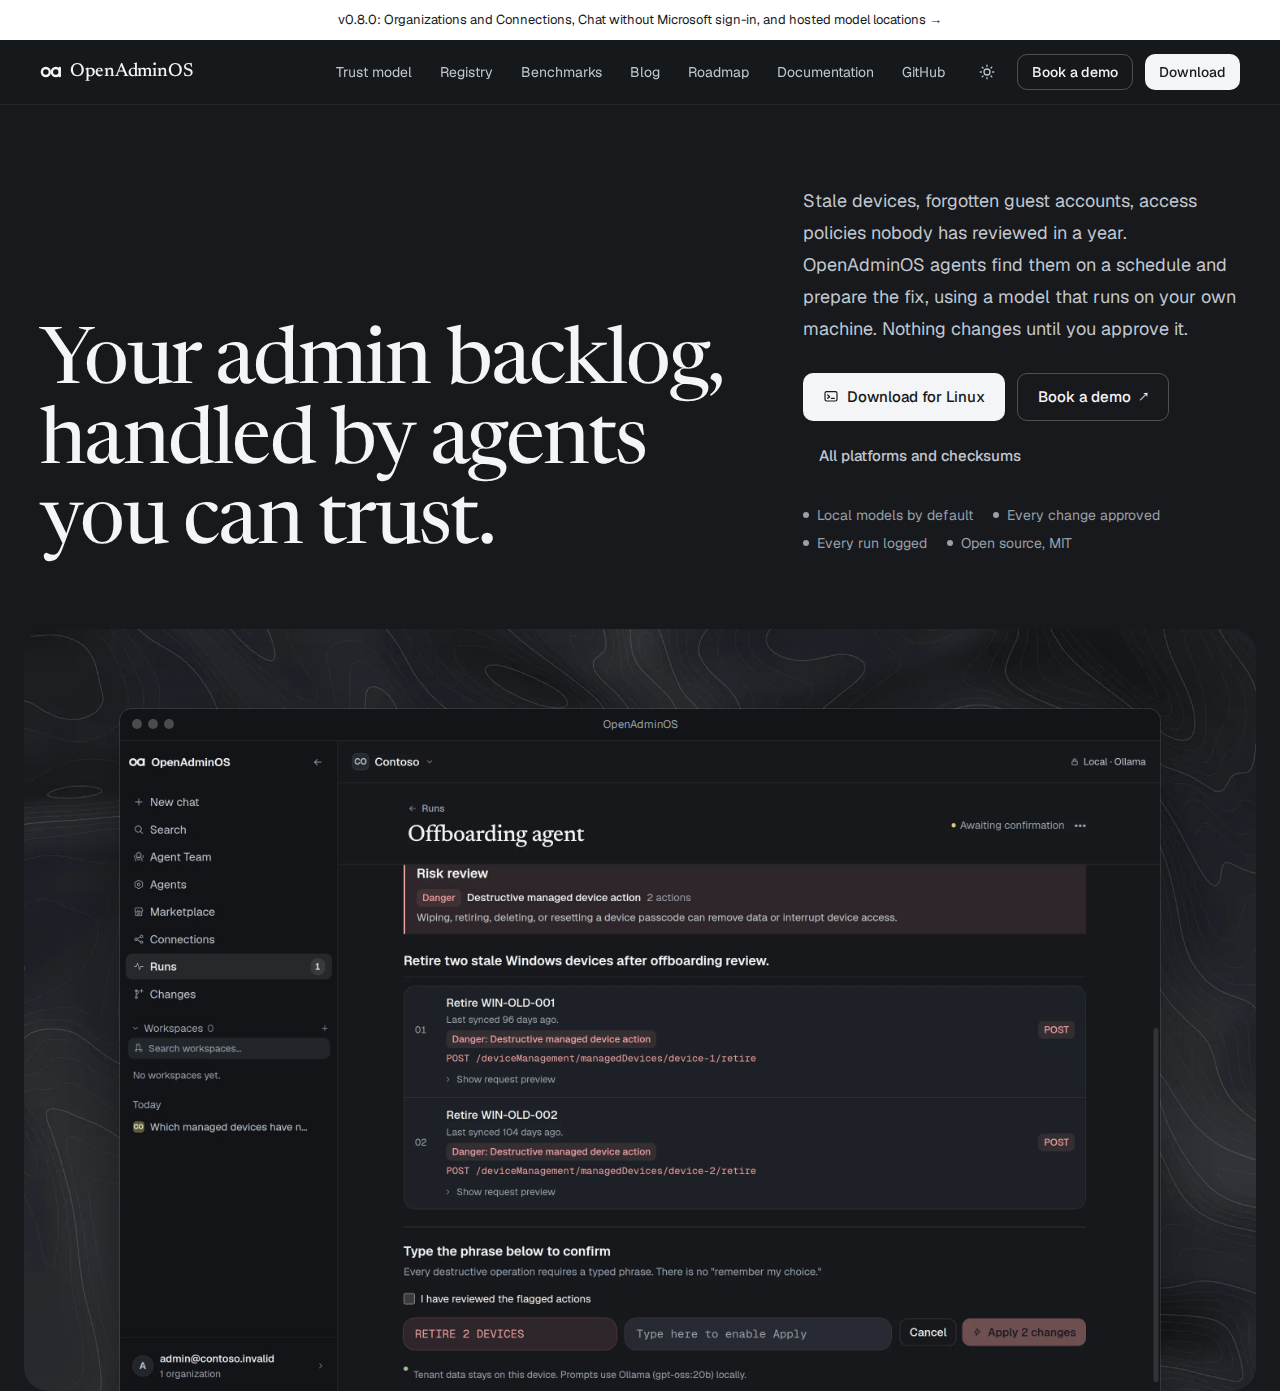 v0.8.0: Organizations and Connections, Chat without Microsoft sign-in, and hosted model locations →
OpenAdminOS
Trust model
Registry
Benchmarks
Blog
Roadmap
Documentation
GitHub
Book a demo
Download
Your admin backlog,
handled by agents
you can trust.
Stale devices, forgotten guest accounts, access
policies nobody has reviewed in a year.
OpenAdminOS agents find them on a schedule and
prepare the fix, using a model that runs on your own
machine. Nothing changes until you approve it.
Download for Linux
Book a demo ↗
All platforms and checksums
Local models by default
Every change approved
Every run logged
Open source, MIT
OpenAdminOS
OpenAdminOS ←
New chat
Search
Agent Team
Agents
Marketplace
Connections
Runs 1
Changes
Workspaces 0 +
Search workspaces...
No workspaces yet.
Today
CO Which managed devices have n...
A admin@contoso.invalid
1 organization
CO Contoso
Local · Ollama
← Runs
Offboarding agent
Awaiting confirmation
Risk review
Danger Destructive managed device action 2 actions
Wiping, retiring, deleting, or resetting a device passcode can remove data or interrupt device access.
Retire two stale Windows devices after offboarding review.
01
Retire WIN-OLD-001
Last synced 96 days ago.
Danger: Destructive managed device action
POST /deviceManagement/managedDevices/device-1/retire
Show request preview
POST
02
Retire WIN-OLD-002
Last synced 104 days ago.
Danger: Destructive managed device action
POST /deviceManagement/managedDevices/device-2/retire
Show request preview
POST
Type the phrase below to confirm
Every destructive operation requires a typed phrase. There is no "remember my choice."
I have reviewed the flagged actions
RETIRE 2 DEVICES
Type here to enable Apply
Cancel
Apply 2 changes
Tenant data stays on this device. Prompts use Ollama (gpt-oss:20b) locally.